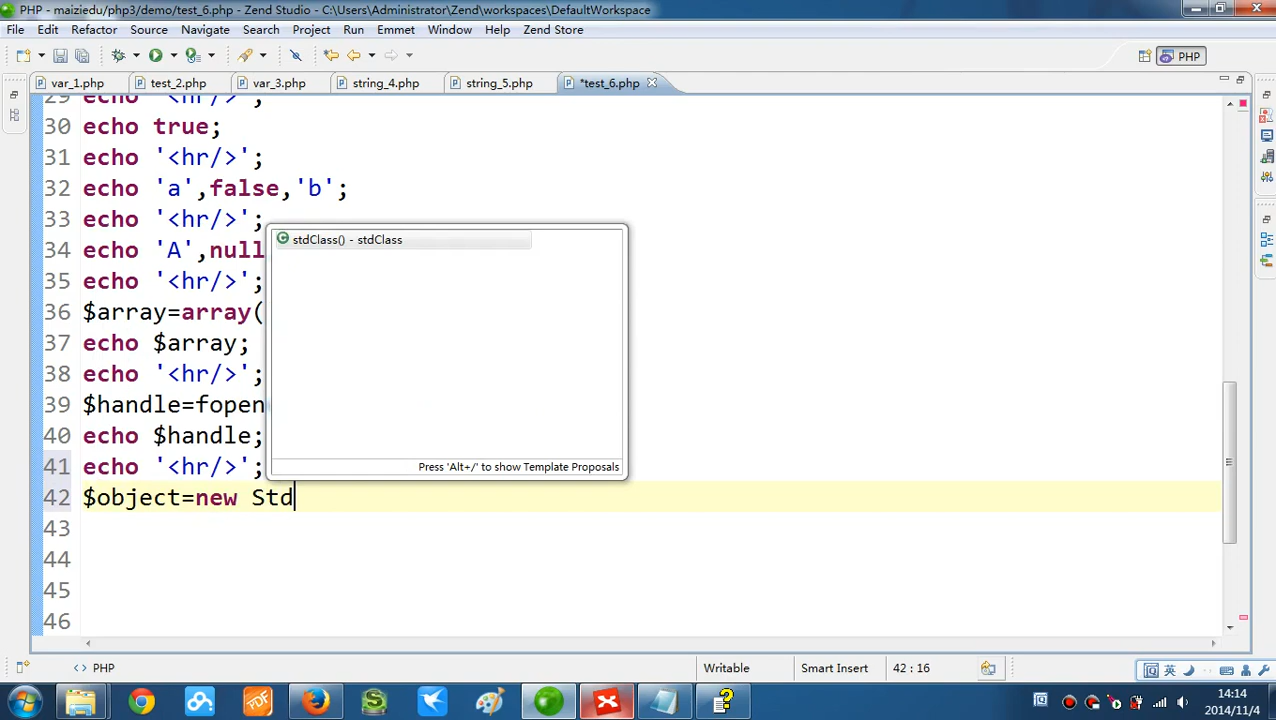 PHP - maiziedu/php3/demo/test_6.php - Zend Studio - C:\Users\Administrator\Zend\workspaces\DefaultWorkspace
File Edit Refactor Source Navigate Search Project Run Emmet Window Help Zend Store
PHP
var_1.php test_2.php var_3.php string_4.php string_5.php *test_6.php
29 echo '<hr/>';
30 echo true;
31 echo '<hr/>';
32 echo 'a',false,'b';
33 echo '<hr/>';
34 echo 'A',null
35 echo '<hr/>';
36 $array=array(
37 echo $array;
38 echo '<hr/>';
39 $handle=fopen
40 echo $handle;
41 echo '<hr/>';
42 $object=new Std
43
44
45
46
stdClass() - stdClass
Press 'Alt+/' to show Template Proposals
<> PHP Writable Smart Insert 42 : 16
英
14:14
2014/11/4